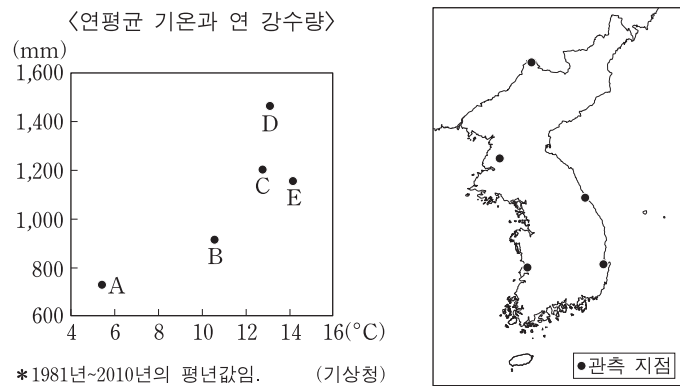 〈연평균 기온과 연 강수량〉
(mm)
1,600
1,400
1,200
1,000
800
600
D
C
E
B
A
4 6 8 10 12 14 16(℃)
*1981년~2010년의 평년값임. (기상청)
●관측 지점